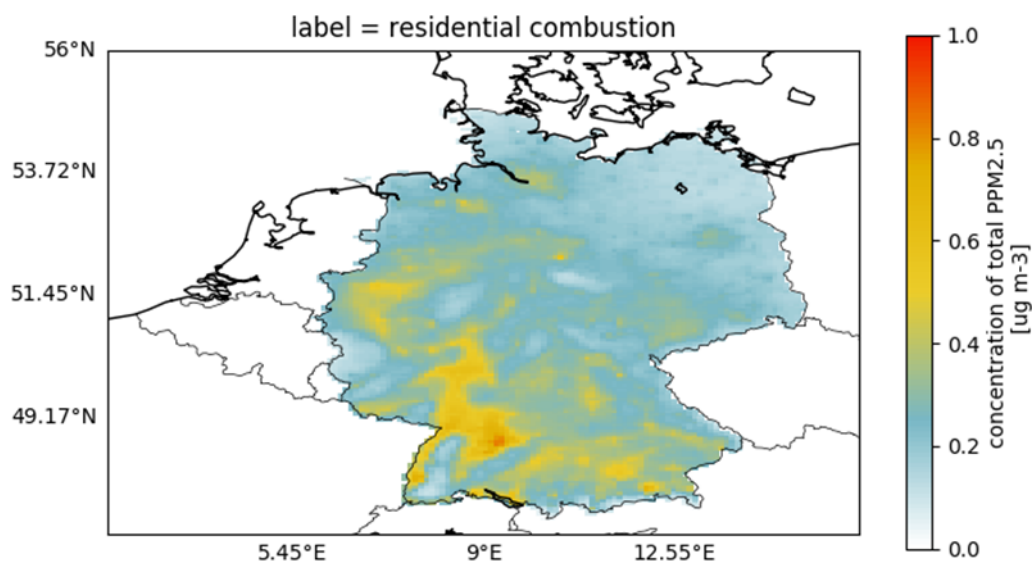 label = residential combustion
56°N
53.72°N
51.45°N
49.17°N
5.45°E
9°E
12.55°E
1.0
0.8
0.6
0.4
0.2
0.0
concentration of total PPM2.5
[ug m-3]